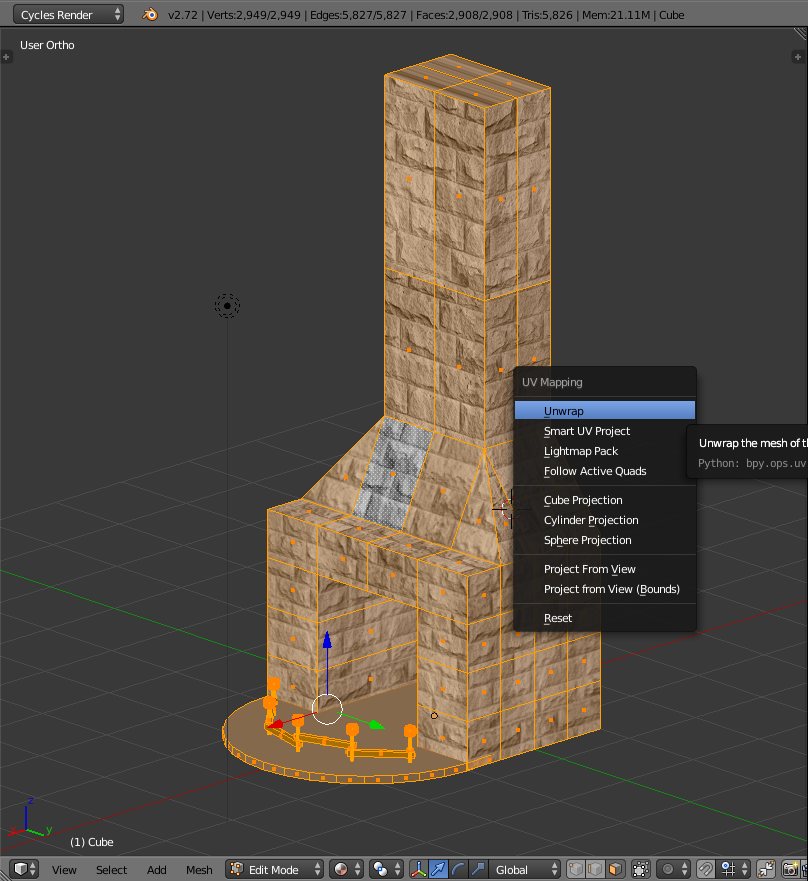 Cycles Render
v2.72 | Verts:2,949/2,949 | Edges:5,827/5,827 | Faces:2,908/2,908 | Tris:5,826 | Mem:21.11M | Cube
User Ortho
UV Mapping
Unwrap
Smart UV Project
Lightmap Pack
Follow Active Quads
Cube Projection
Cylinder Projection
Sphere Projection
Project From View
Project from View (Bounds)
Reset
Unwrap the mesh of th
Python: bpy.ops.uv
z
x
y
(1) Cube
View
Select
Add
Mesh
Edit Mode
Global